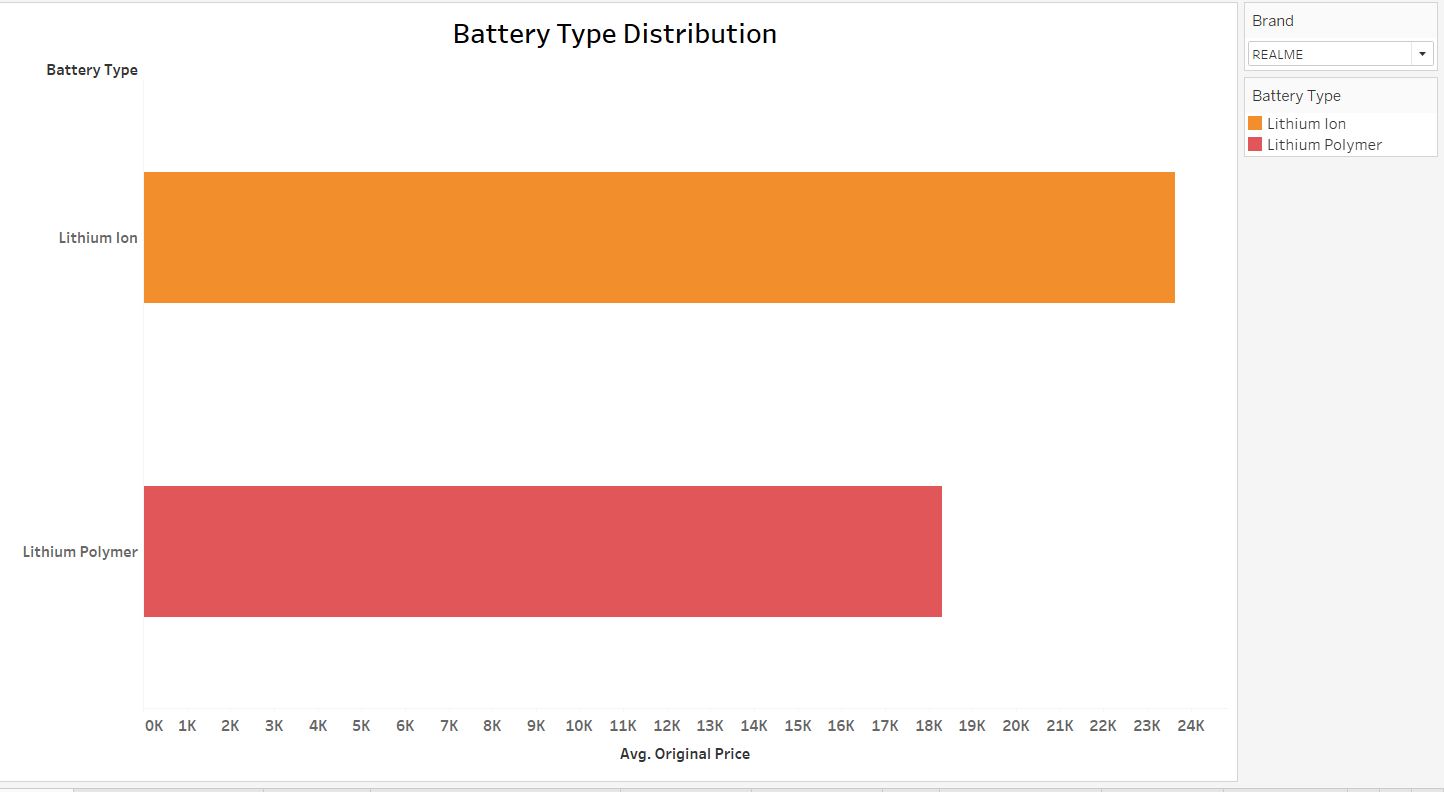 Battery Type Distribution
Battery Type
Lithium Ion
Lithium Polymer
0K 1K 2K 3K 4K 5K 6K 7K 8K 9K 10K 11K 12K 13K 14K 15K 16K 17K 18K 19K 20K 21K 22K 23K 24K
Avg. Original Price
Brand
REALME
Battery Type
Lithium Ion
Lithium Polymer